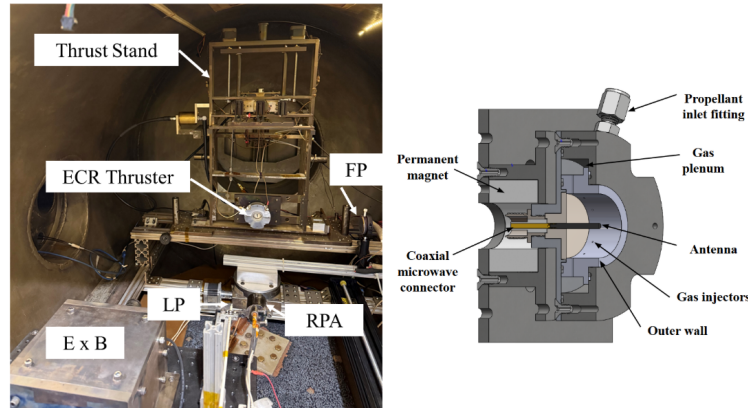 Thrust Stand
FP
ECR Thruster
LP
RPA
E x B
Propellant
inlet fitting
Permanent
magnet
Gas
plenum
Antenna
Coaxial
microwave
connector
Gas injectors
Outer wall